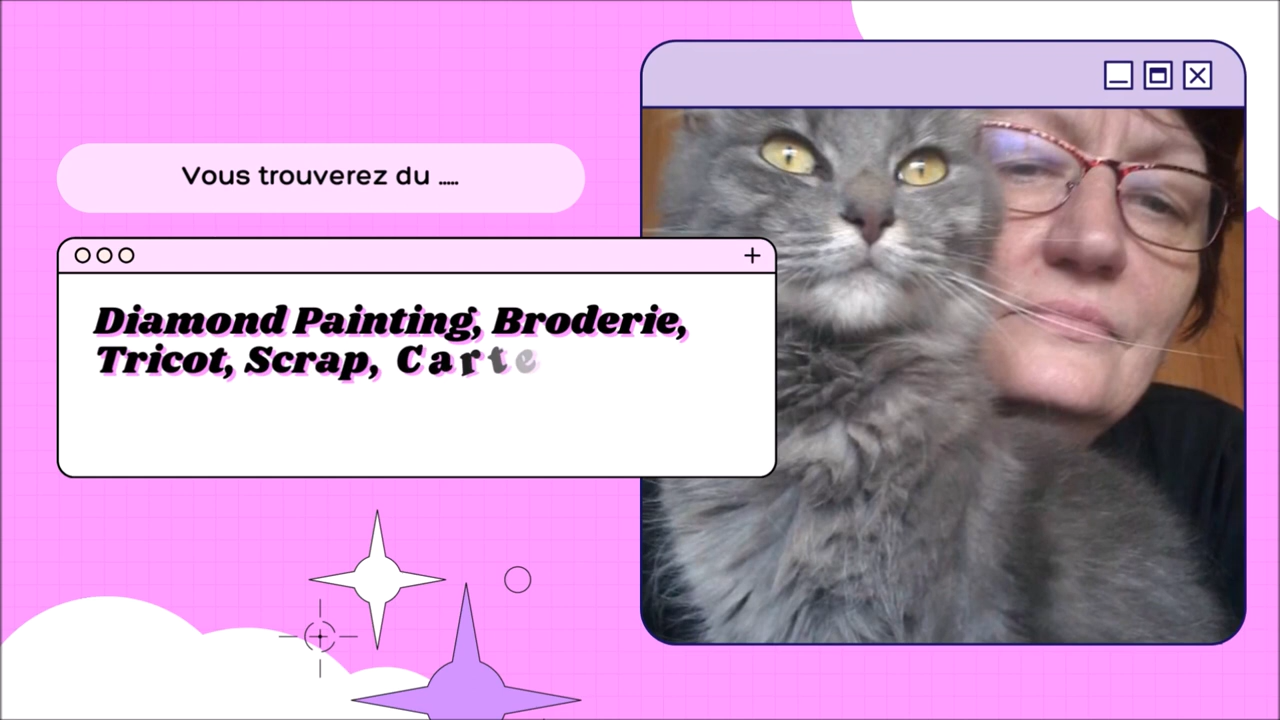 Vous trouverez du .....
Diamond Painting, Broderie,
Tricot, Scrap, Carte